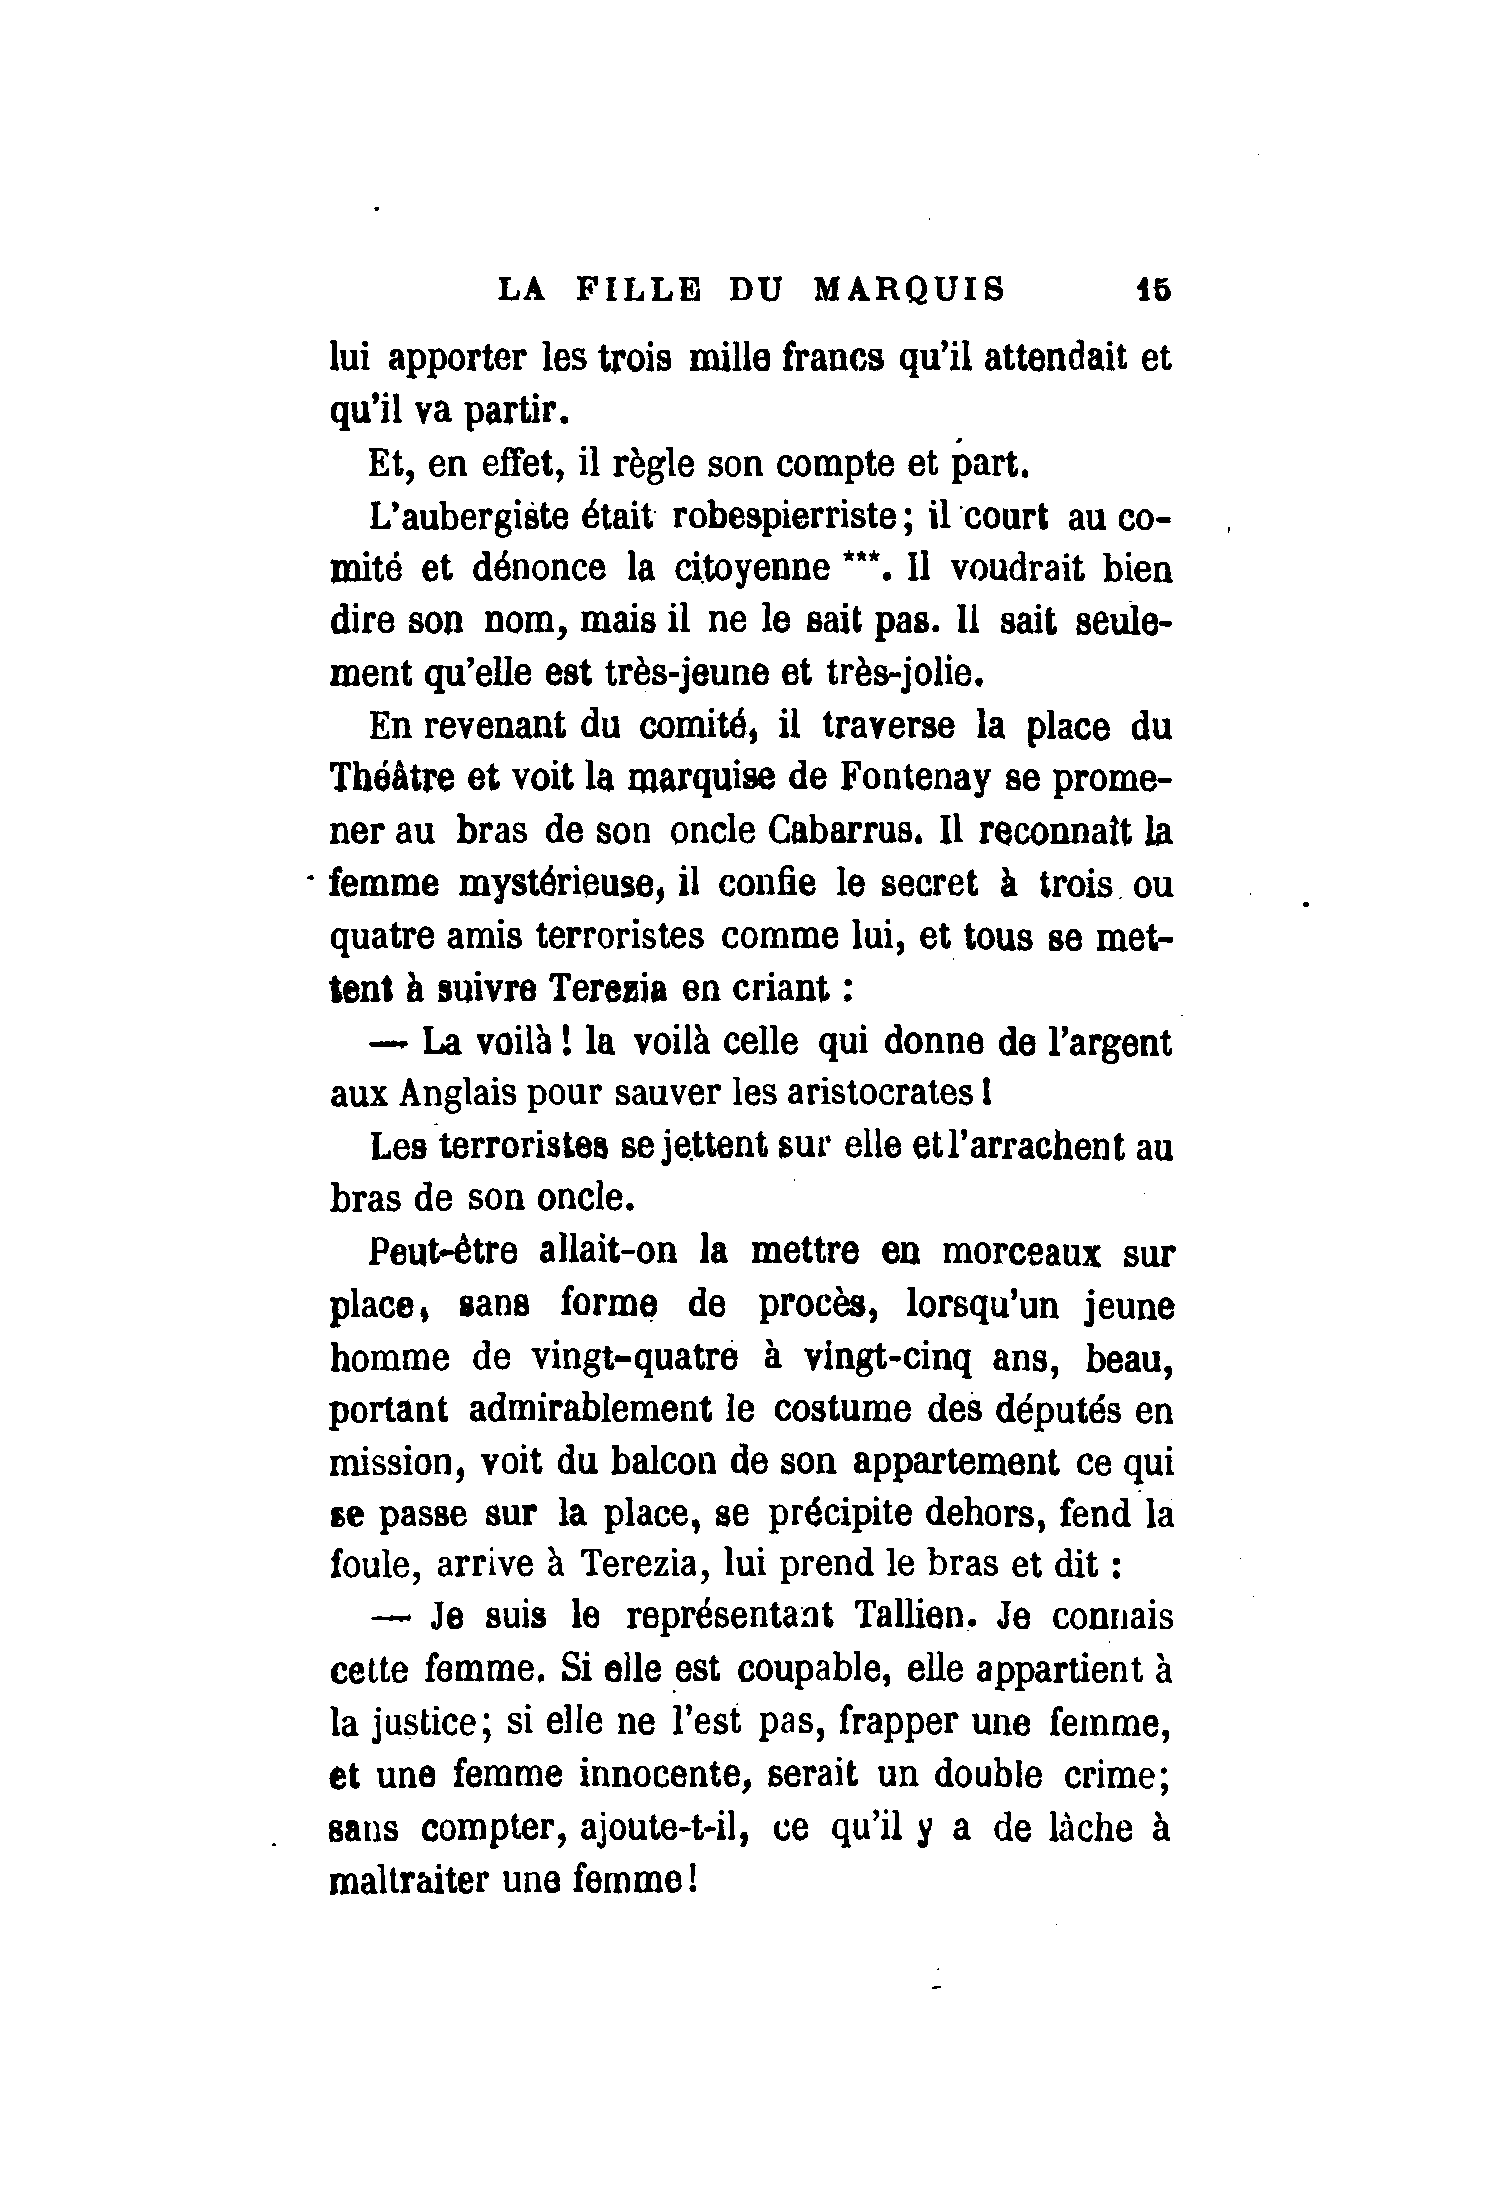 LA FILLE DU MARQUIS 15
lui apporter les trois mille francs qu'il attendait et
qu'il va partir.
Et, en effet, il règle son compte et part.
L'aubergiste était robespierriste; il court au co-
mité et dénonce la citoyenne ***. Il voudrait bien
dire son nom, mais il ne le sait pas. Il sait seule-
ment qu'elle est très-jeune et très-jolie.
En revenant du comité, il traverse la place du
Théâtre et voit la marquise de Fontenay se prome-
ner au bras de son oncle Cabarrus. Il reconnaît la
femme mystérieuse, il confie le secret à trois ou
quatre amis terroristes comme lui, et tous se met-
tent à suivre Terezia en criant :
— La voilà ! la voilà celle qui donne de l'argent
aux Anglais pour sauver les aristocrates !
Les terroristes se jettent sur elle et l'arrachent au
bras de son oncle.
Peut-être allait-on la mettre en morceaux sur
place, sans forme de procès, lorsqu'un jeune
homme de vingt-quatre à vingt-cinq ans, beau,
portant admirablement le costume des députés en
mission, voit du balcon de son appartement ce qui
se passe sur la place, se précipite dehors, fend la
foule, arrive à Terezia, lui prend le bras et dit :
— Je suis le représentant Tallien. Je connais
cette femme. Si elle est coupable, elle appartient à
la justice; si elle ne l'est pas, frapper une femme,
et une femme innocente, serait un double crime;
sans compter, ajoute-t-il, ce qu'il y a de lâche à
maltraiter une femme!